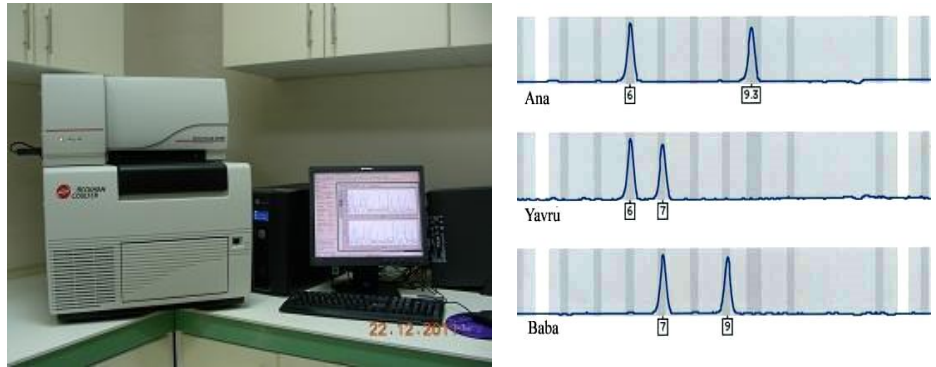 BECKMAN
COULTER
22.12.2011
Ana
6
9.3
Yavru
6
7
Baba
7
9